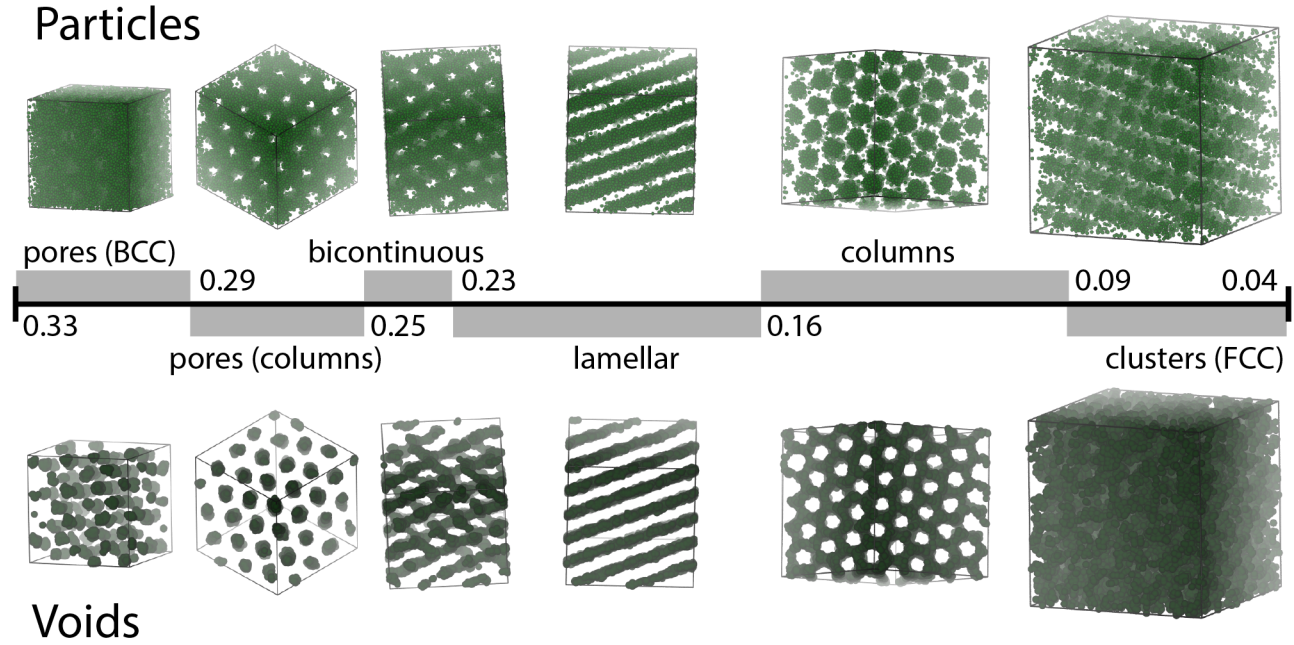 Particles
pores (BCC)
bicontinuous
columns
0.29
0.23
0.09
0.04
0.33
0.25
0.16
pores (columns)
lamellar
clusters (FCC)
Voids